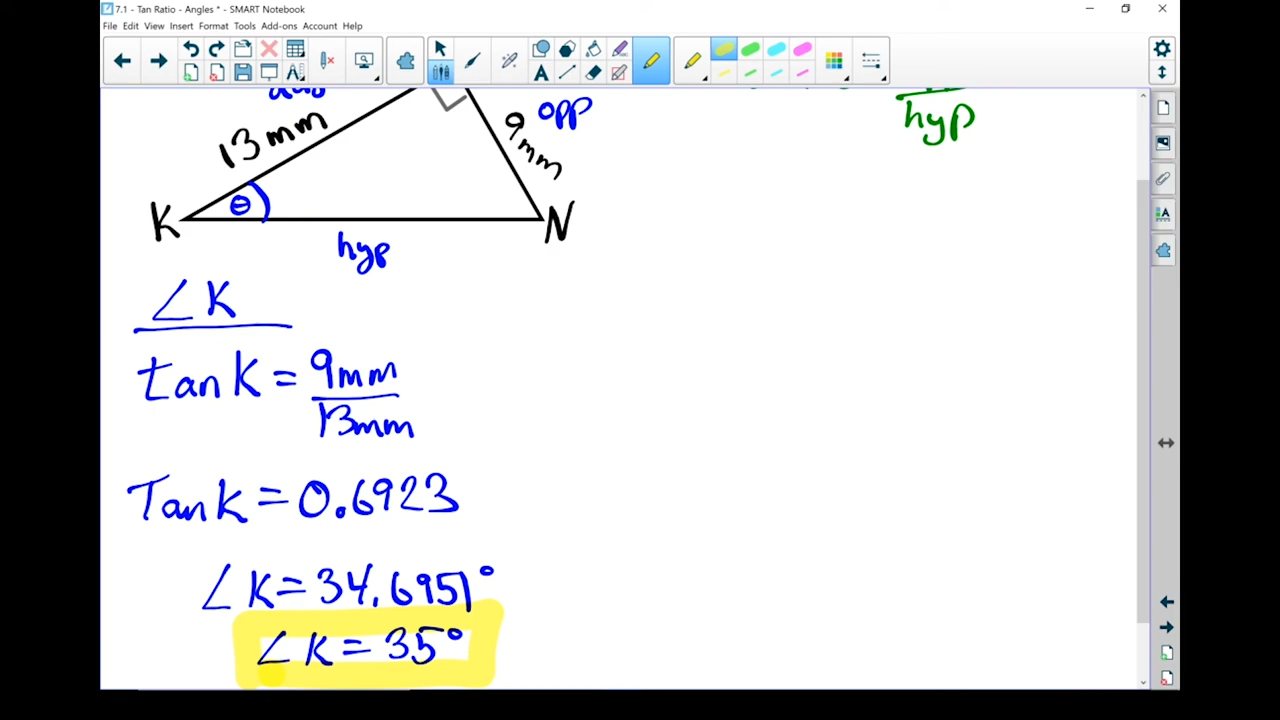 7.1 - Tan Ratio - Angles * - SMART Notebook
File Edit View Insert Format Tools Add-ons Account Help
13 mm
9 mm
opp
hyp
K
θ
N
hyp
∠K
tan K = 9mm
13mm
Tan K = 0.6923
∠K = 34.6951°
∠K = 35°